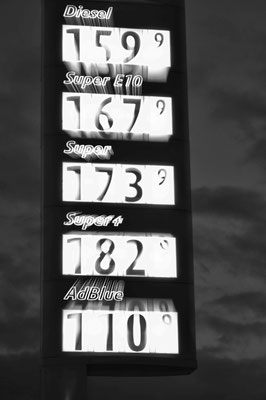 Diesel
159⁹
Super E10
167⁹
Super
173⁹
Super+
182⁹
AdBlue
110⁹